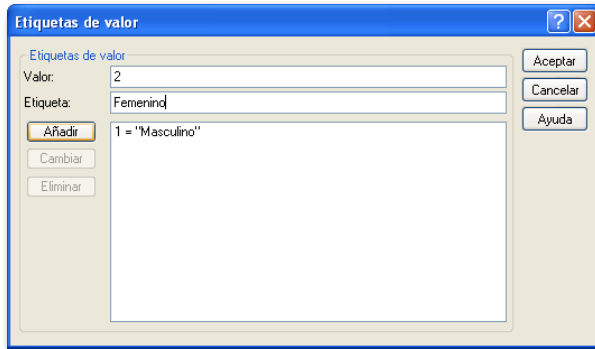 Etiquetas de valor
Etiquetas de valor
Valor: 2
Etiqueta: Femenino
Aceptar
Cancelar
Ayuda
Añadir
Cambiar
Eliminar
1 = "Masculino"